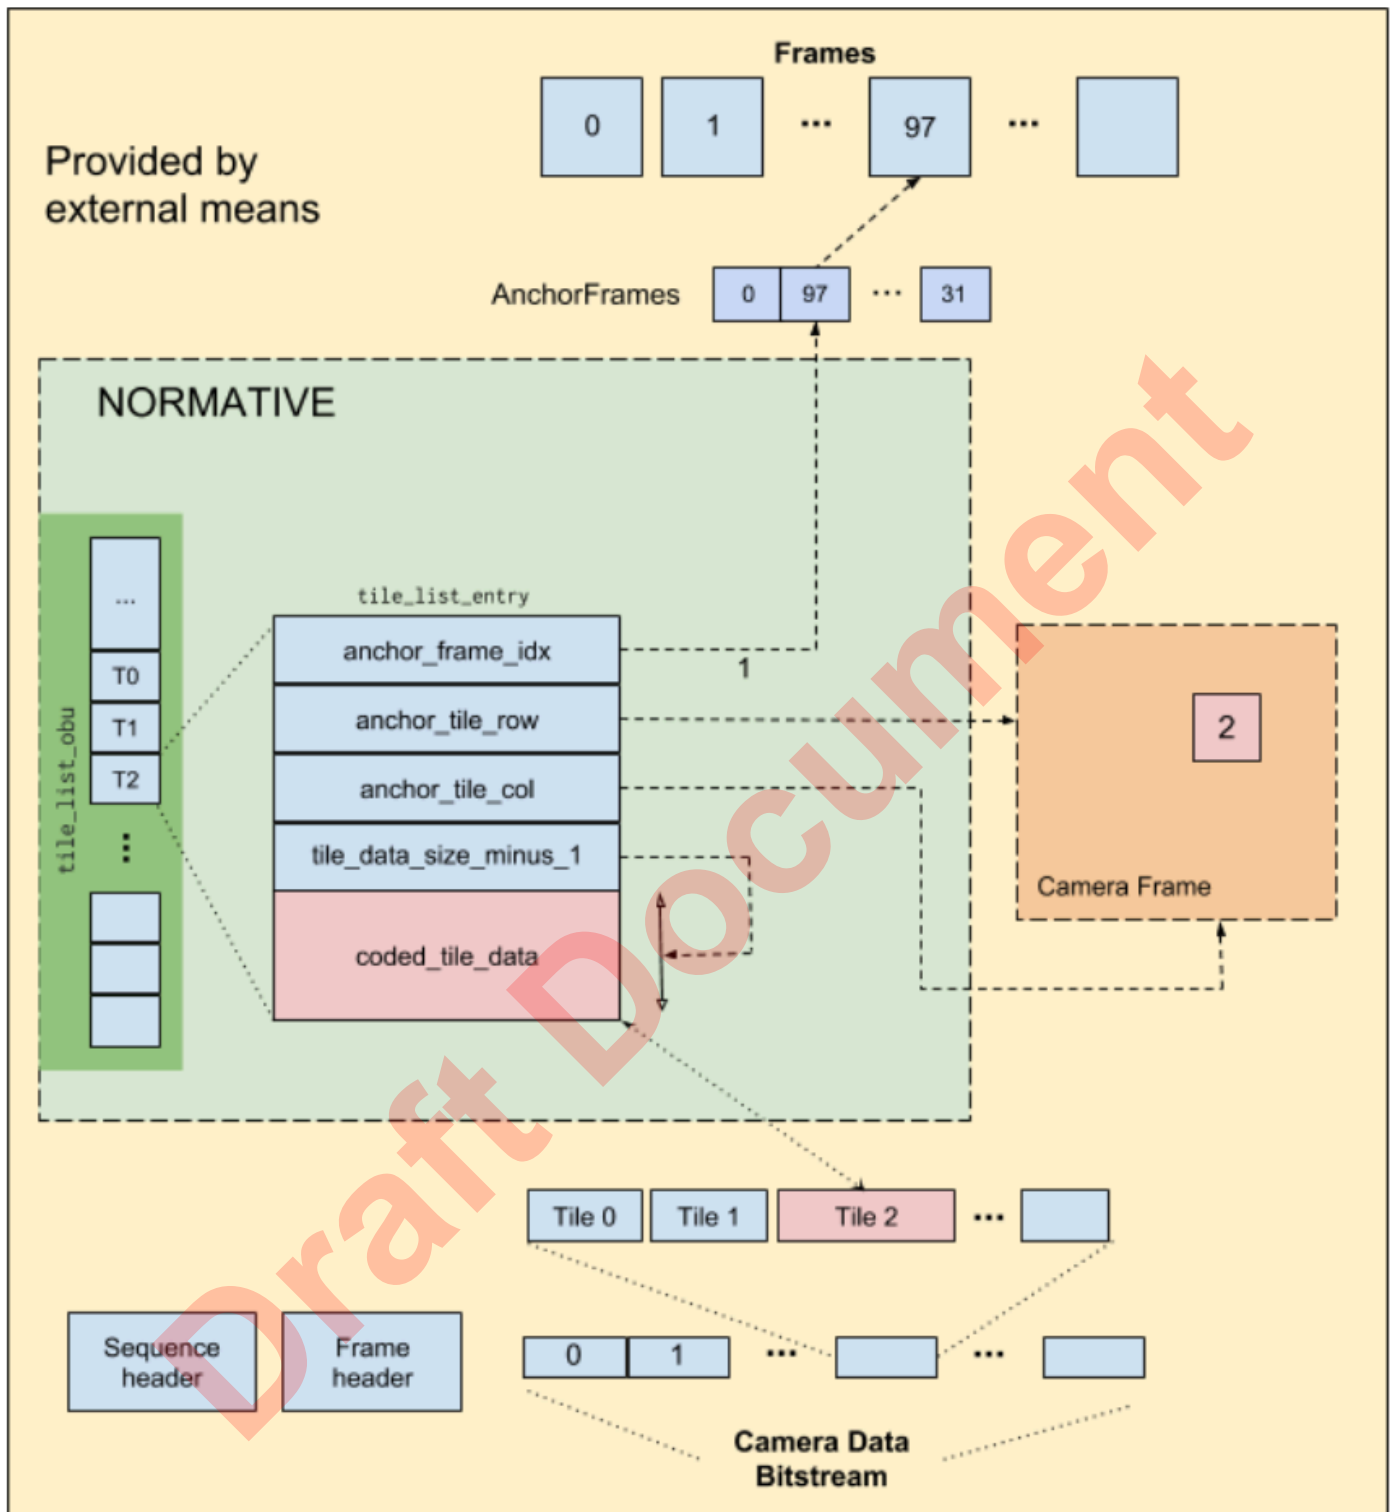 Frames
0 1 ... 97 ...
Provided by
external means
AnchorFrames 0 97 ... 31
NORMATIVE
tile_list_obu
...
T0
T1
T2
...
tile_list_entry
anchor_frame_idx
1
anchor_tile_row
anchor_tile_col
tile_data_size_minus_1
coded_tile_data
2
Camera Frame
Tile 0 Tile 1 Tile 2 ...
Sequence
header
Frame
header
0 1 ... ...
Camera Data
Bitstream
Draft Document